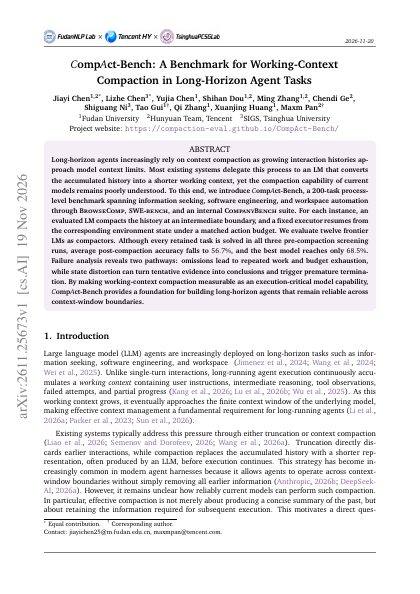 FudanNLP Lab × Tencent HY × TsinghuaPCSGLab
2026-11-20
CompAct-Bench: A Benchmark for Working-Context
Compaction in Long-Horizon Agent Tasks
Jiayi Chen1,2*, Lizhe Chen3*, Yujia Chen1, Shihan Dou1,2, Ming Zhang1,2, Chendi Ge2,
Shiguang Ni3, Tao Gui1†, Qi Zhang1, Xuanjing Huang1, Maxm Pan2†
1Fudan University 2Hunyuan Team, Tencent 3SIGS, Tsinghua University
Project website: https://compaction-eval.github.io/CompAct-Bench/
ABSTRACT
Long-horizon agents increasingly rely on context compaction as growing interaction histories ap-
proach model context limits. Most existing systems delegate this process to an LM that converts
the accumulated history into a shorter working context, yet the compaction capability of current
models remains poorly understood. To this end, we introduce CompAct-Bench, a 200-task process-
level benchmark spanning information seeking, software engineering, and workspace automation
through BrowseComp, SWE-bench, and an internal CompanyBench suite. For each instance, an
evaluated LM compacts the history at an intermediate boundary, and a fixed executor resumes from
the corresponding environment state under a matched action budget. We evaluate twelve frontier
LMs as compactors. Although every retained task is solved in all three pre-compaction screening
runs, average post-compaction accuracy falls to 56.7%, and the best model reaches only 68.5%.
Failure analysis reveals two pathways: omissions lead to repeated work and budget exhaustion,
while state distortion can turn tentative evidence into conclusions and trigger premature termina-
tion. By making working-context compaction measurable as an execution-critical model capability,
CompAct-Bench provides a foundation for building long-horizon agents that remain reliable across
context-window boundaries.
arXiv:2611.25673v1 [cs.AI] 19 Nov 2026
1. Introduction
Large language model (LLM) agents are increasingly deployed on long-horizon tasks such as infor-
mation seeking, software engineering, and workspace (Jimenez et al., 2024; Wang et al., 2024;
Wei et al., 2025). Unlike single-turn interactions, long-running agent execution continuously accu-
mulates a working context containing user instructions, intermediate reasoning, tool observations,
failed attempts, and partial progress (Kang et al., 2026; Lu et al., 2026b; Wu et al., 2025). As this
working context grows, it eventually approaches the finite context window of the underlying model,
making effective context management a fundamental requirement for long-running agents (Li et al.,
2026a; Packer et al., 2023; Sun et al., 2026).
Existing systems typically address this pressure through either truncation or context compaction
(Liao et al., 2026; Semenov and Dorofeev, 2026; Wang et al., 2026a). Truncation directly dis-
cards earlier interactions, while compaction replaces the accumulated history with a shorter rep-
resentation, often produced by an LLM, before execution continues. This strategy has become in-
creasingly common in modern agent harnesses because it allows agents to operate across context-
window boundaries without simply removing all earlier information (Anthropic, 2026b; DeepSeek-
AI, 2026a). However, it remains unclear how reliably current models can perform such compaction.
In particular, effective compaction is not merely about producing a concise summary of the past, but
about retaining the information required for subsequent execution. This motivates a direct ques-
* Equal contribution. † Corresponding author
Contact: jiayichen25@m.fudan.edu.cn, maxmpan@tencent.com.